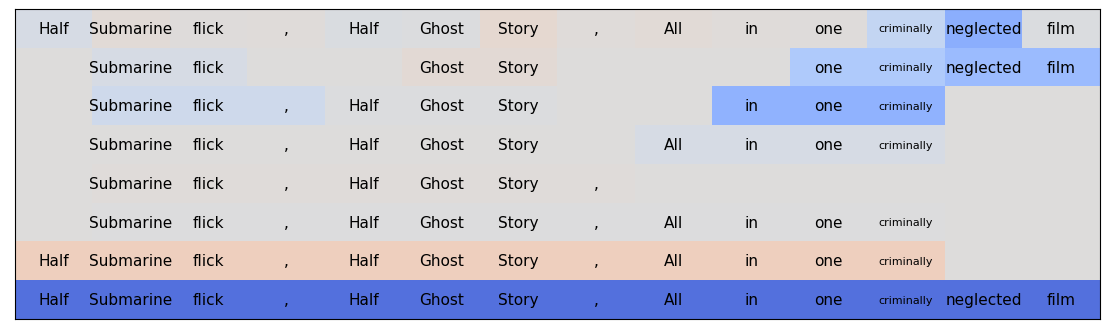 Half Submarine flick , Half Ghost Story , All in one criminally neglected film
Submarine flick Ghost Story one criminally neglected film
Submarine flick , Half Ghost Story in one criminally
Submarine flick , Half Ghost Story All in one criminally
Submarine flick , Half Ghost Story ,
Submarine flick , Half Ghost Story , All in one criminally
Half Submarine flick , Half Ghost Story , All in one criminally
Half Submarine flick , Half Ghost Story , All in one criminally neglected film